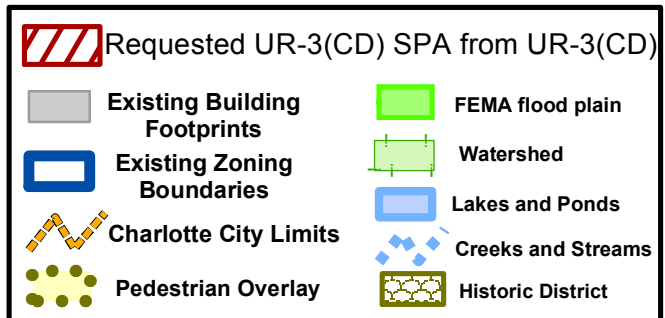 Requested UR-3(CD) SPA from UR-3(CD)
Existing Building
Footprints
Existing Zoning
Boundaries
Charlotte City Limits
Pedestrian Overlay
FEMA flood plain
Watershed
Lakes and Ponds
Creeks and Streams
Historic District